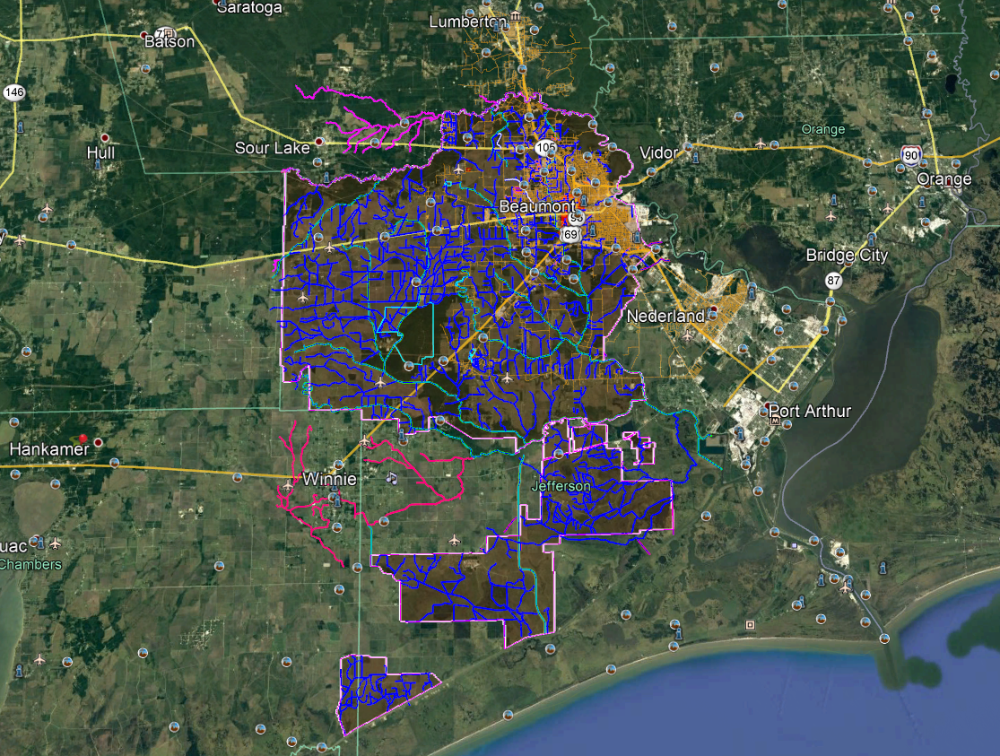 Saratoga
Lumberton
Batson
146
Hull
Sour Lake
105
Vidor
Orange
90
Orange
Beaumont
69
Bridge City
87
Nederland
Port Arthur
Hankamer
Winnie
Jefferson
uac
Chambers